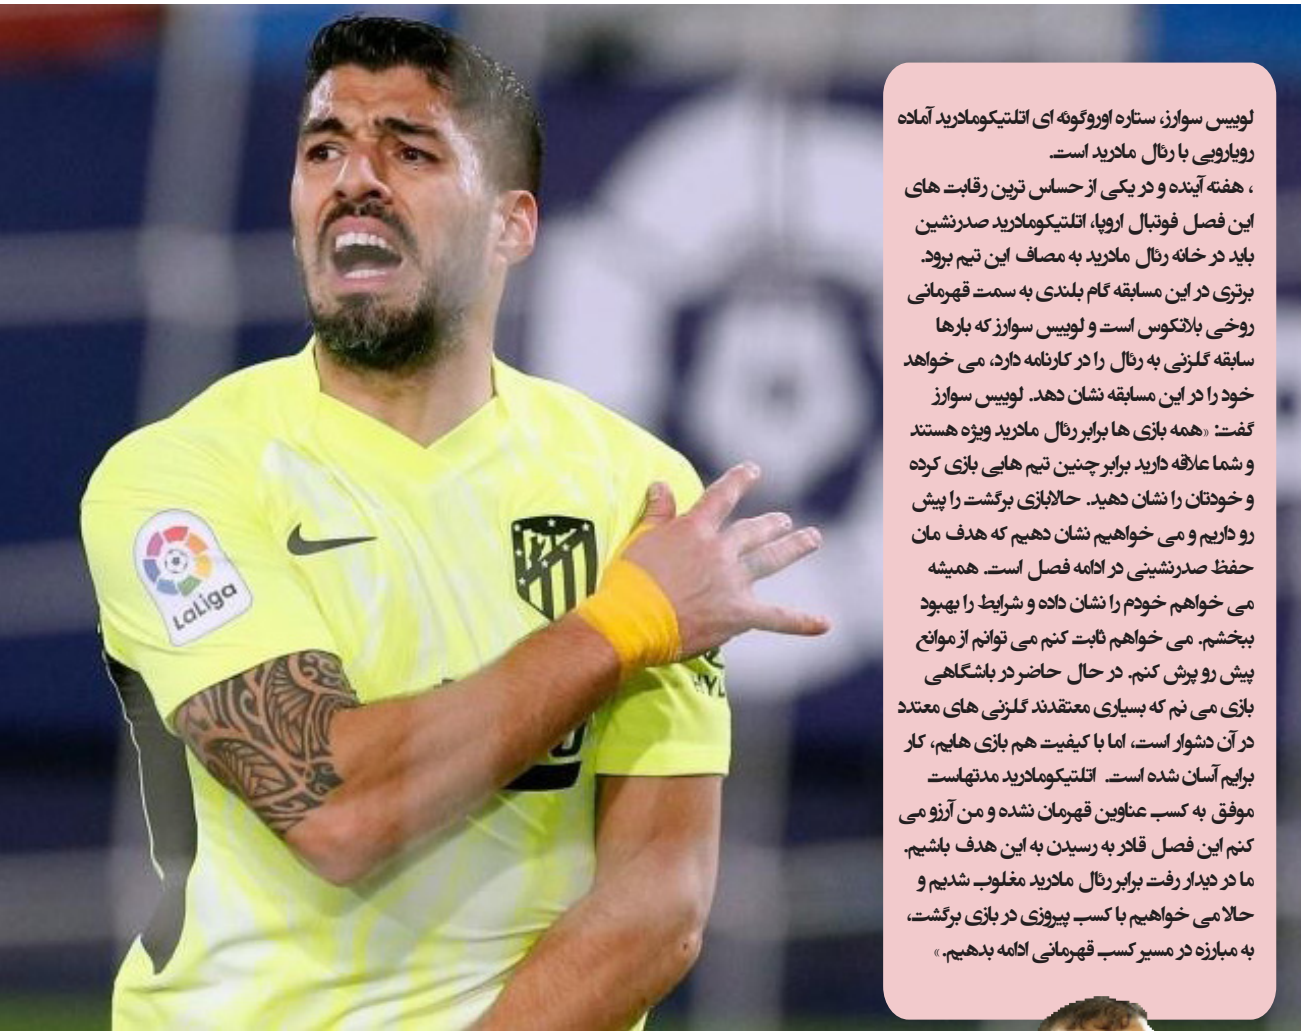 لوییس سوارز، ستاره اوروگوئه ای اتلتیکومادرید آماده
رویارویی با رئال مادرید است.
، هفته آینده و در یکی از حساس ترین رقابت های
این فصل فوتبال اروپا، اتلتیکومادرید صدرنشین
باید در خانه رئال مادرید به مصاف این تیم برود.
برتری در این مسابقه گام بلندی به سمت قهرمانی
روخی بلانکوس است و لوییس سوارز که بارها
سابقه گلزنی به رئال را در کارنامه دارد، می خواهد
خود را در این مسابقه نشان دهد. لوییس سوارز
گفت: «همه بازی ها برابر رئال مادرید ویژه هستند
و شما علاقه دارید برابر چنین تیم هایی بازی کرده
و خودتان را نشان دهید. حالابازی برگشت را پیش
رو داریم و می خواهیم نشان دهیم که هدف مان
حفظ صدرنشینی در ادامه فصل است. همیشه
می خواهم خودم را نشان داده و شرایط را بهبود
ببخشم. می خواهم ثابت کنم می توانم از موانع
پیش رو پرش کنم. در حال حاضر در باشگاهی
بازی می نم که بسیاری معتقدند گلزنی های معتدد
در آن دشوار است، اما با کیفیت هم بازی هایم، کار
برایم آسان شده است. اتلتیکومادرید مدتهاست
موفق به کسب عناوین قهرمان نشده و من آرزو می
کنم این فصل قادر به رسیدن به این هدف باشیم.
ما در دیدار رفت برابر رئال مادرید مغلوب شدیم و
حالا می خواهیم با کسب پیروزی در بازی برگشت،
به مبارزه در مسیر کسب قهرمانی ادامه بدهیم.»
LaLiga